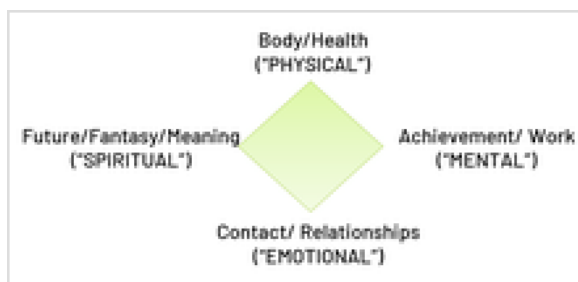 Body/Health
("PHYSICAL")
Future/Fantasy/Meaning
("SPIRITUAL")
Achievement/ Work
("MENTAL")
Contact/ Relationships
("EMOTIONAL")